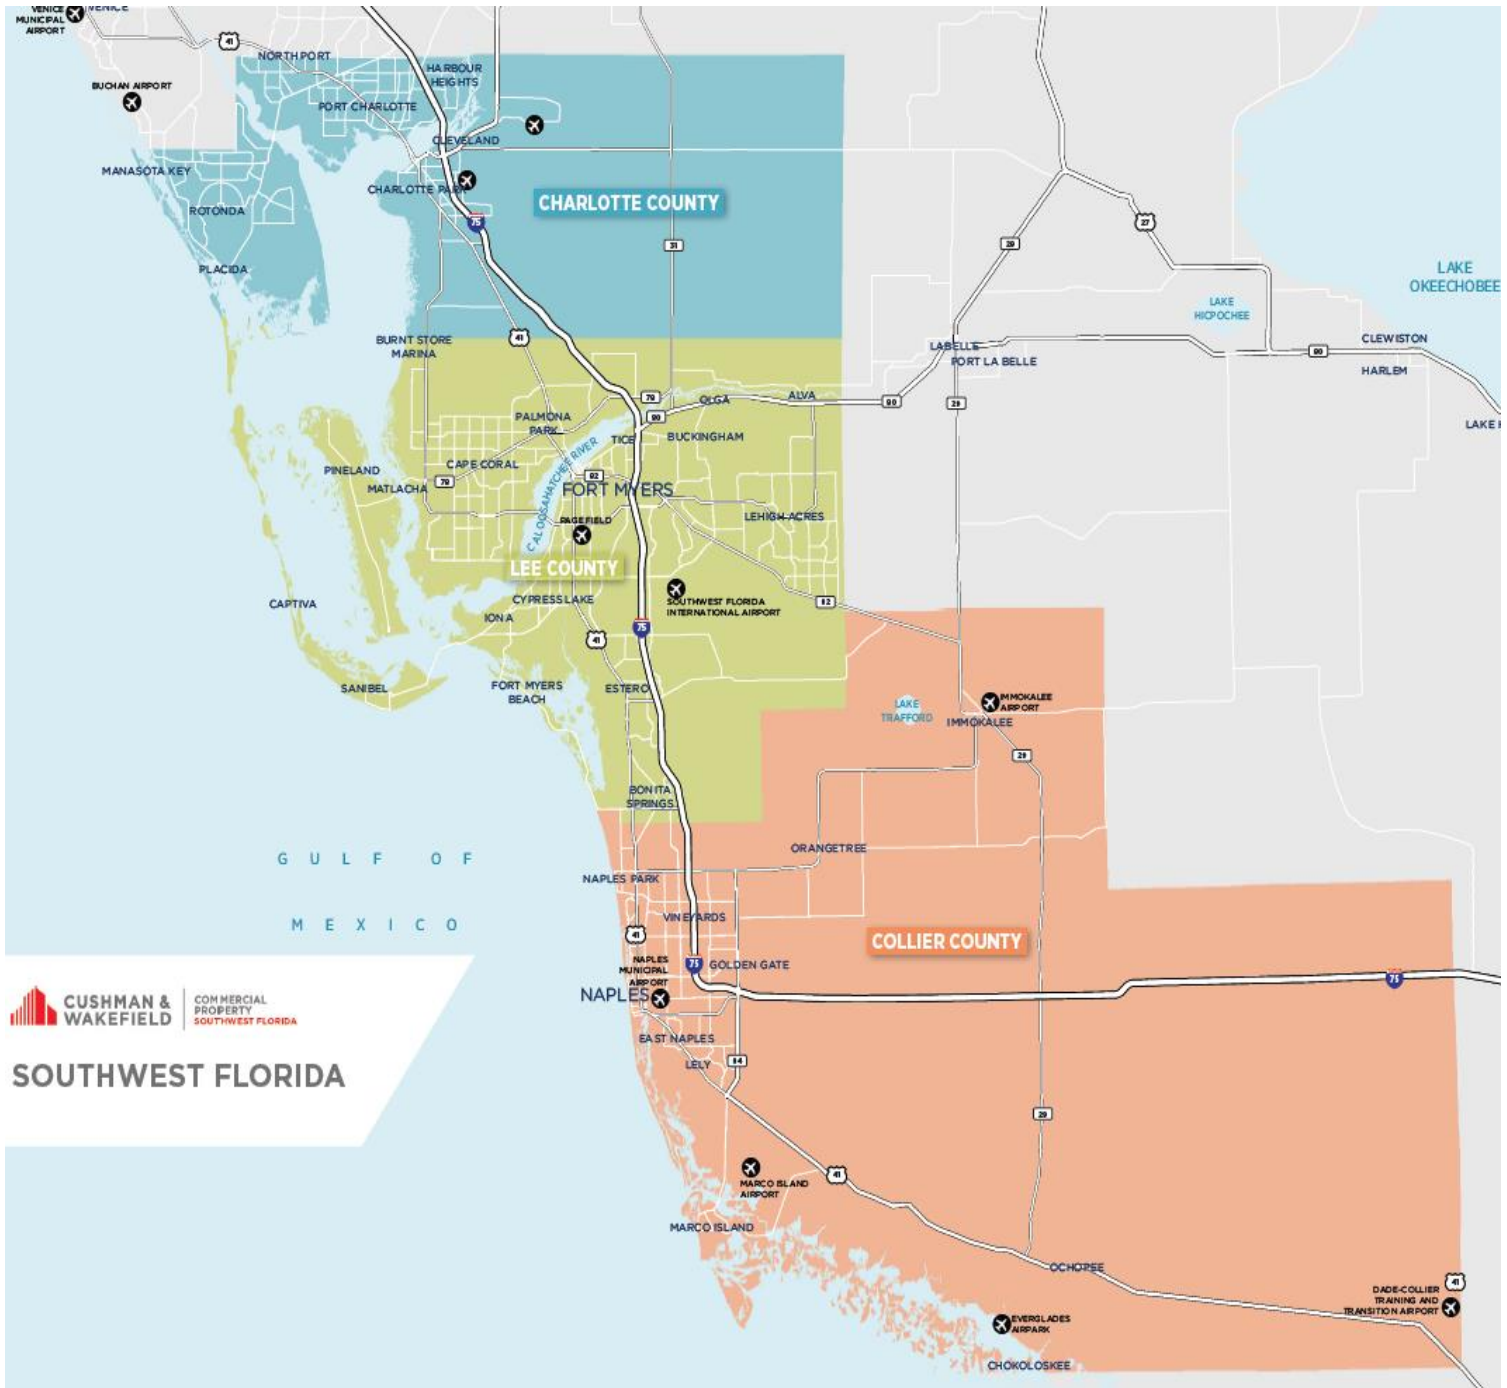 VENICE
MUNICIPAL
AIRPORT
VENICE
41
NORTH PORT
HARBOUR
HEIGHTS
BUCHAN AIRPORT
PORT CHARLOTTE
CLEVELAND
MANASOTA KEY
CHARLOTTE PARK
CHARLOTTE COUNTY
ROTONDA
75
27
31
29
PLACIDA
LAKE
OKEECHOBEE
LAKE
HICPOCHEE
BURNT STORE
MARINA
41
LABELLE
PORT LA BELLE
90
CLEWISTON
HARLEM
78
OLGA
ALVA
90
29
PALMONA
PARK
90
TICE
BUCKINGHAM
LAKE
PINELAND
CAPE CORAL
MATLACHA
78
CALOOSAHATCHEE RIVER
82
FORT MYERS
PAGE FIELD
LEHIGH ACRES
LEE COUNTY
CAPTIVA
CYPRESS LAKE
IONA
SOUTHWEST FLORIDA
INTERNATIONAL AIRPORT
82
75
41
SANIBEL
FORT MYERS
BEACH
ESTERO
LAKE
TRAFFORD
IMMOKALEE
AIRPORT
IMMOKALEE
29
BONITA
SPRINGS
ORANGETREE
GULF OF
MEXICO
NAPLES PARK
VINEYARDS
41
COLLIER COUNTY
NAPLES
MUNICIPAL
AIRPORT
75
GOLDEN GATE
75
NAPLES
CUSHMAN &
WAKEFIELD
COMMERCIAL
PROPERTY
SOUTHWEST FLORIDA
EAST NAPLES
LELY
84
SOUTHWEST FLORIDA
29
MARCO ISLAND
AIRPORT
41
MARCO ISLAND
OCHOPEE
DADE-COLLIER
TRAINING AND
TRANSITION AIRPORT
41
EVERGLADES
AIRPARK
CHOKOLOSKEE